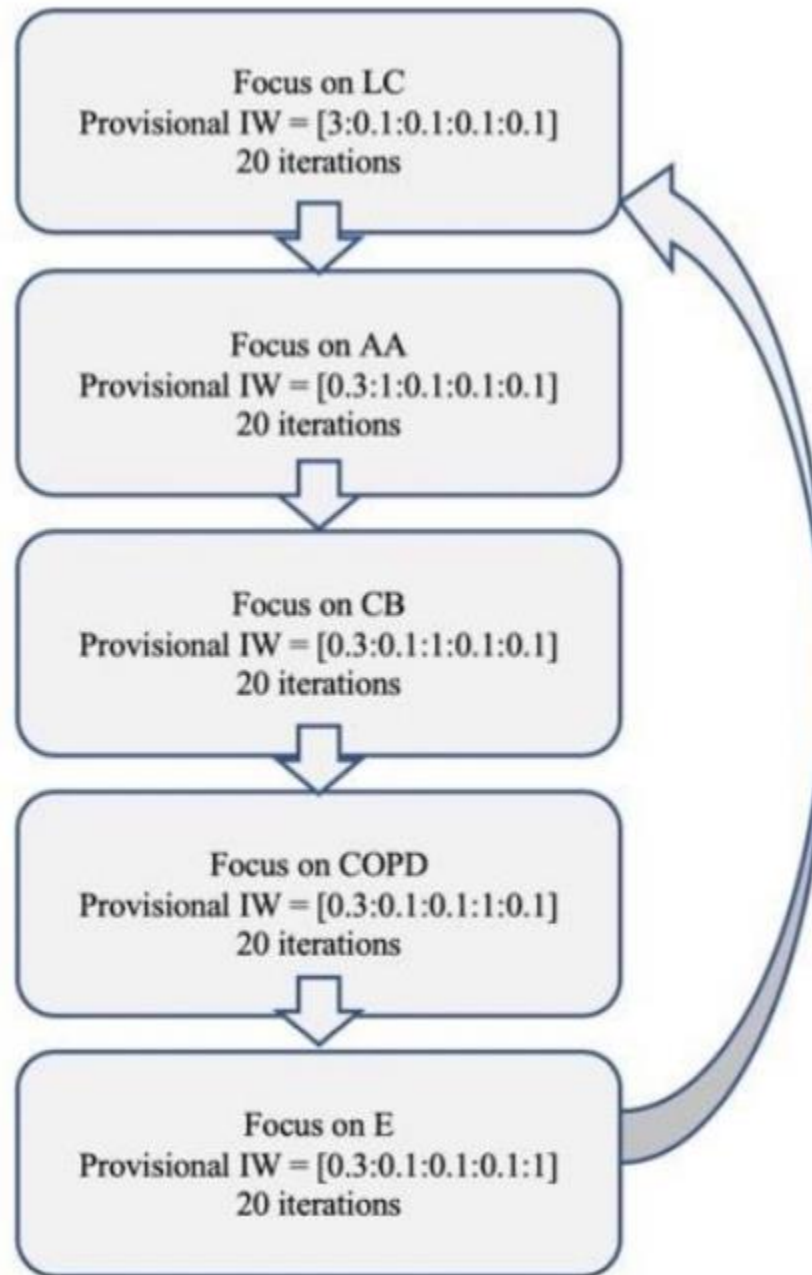 Focus on LC
Provisional IW = [3:0.1:0.1:0.1:0.1]
20 iterations
Focus on AA
Provisional IW = [0.3:1:0.1:0.1:0.1]
20 iterations
Focus on CB
Provisional IW = [0.3:0.1:1:0.1:0.1]
20 iterations
Focus on COPD
Provisional IW = [0.3:0.1:0.1:1:0.1]
20 iterations
Focus on E
Provisional IW = [0.3:0.1:0.1:0.1:1]
20 iterations